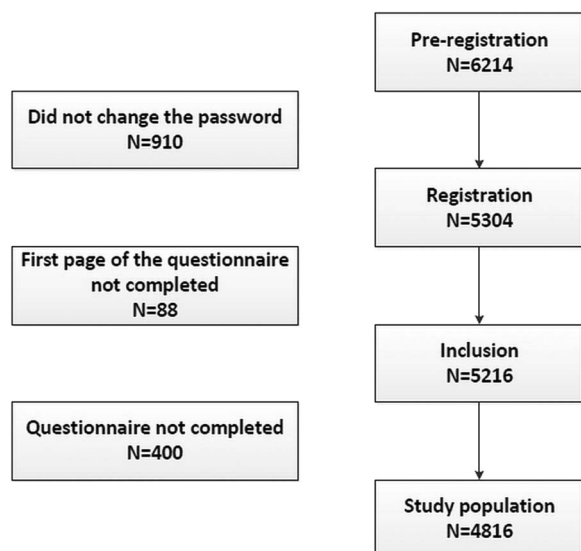 Pre-registration
N=6214
Did not change the password
N=910
Registration
N=5304
First page of the questionnaire
not completed
N=88
Inclusion
N=5216
Questionnaire not completed
N=400
Study population
N=4816